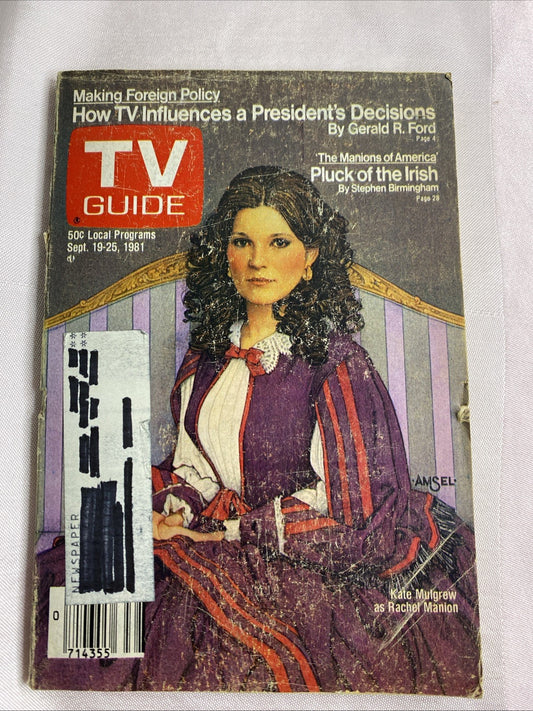 Making Foreign Policy
How TV Influences a President's Decisions
By Gerald R. Ford
Page 4
'The Manions of America'
Pluck of the Irish
By Stephen Birmingham
Page 28
TV
GUIDE
®
50¢ Local Programs
Sept. 19-25, 1981
AMSEL
NEWSPAPER
Kate Mulgrew
as Rachel Manion
0
714355